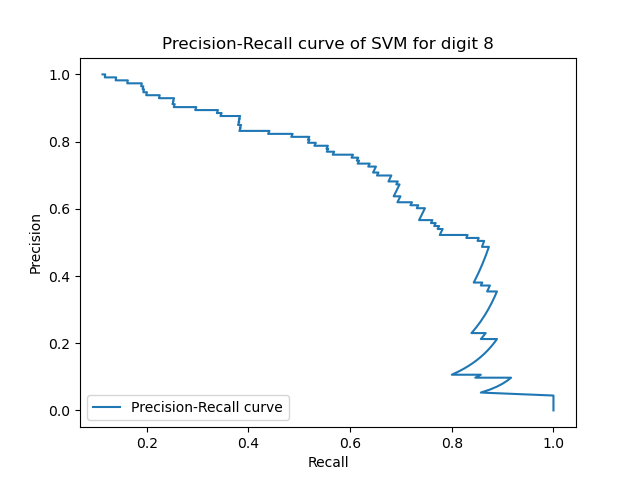 Precision-Recall curve of SVM for digit 8
1.0
0.8
0.6
0.4
0.2
0.0
Precision
Precision-Recall curve
0.2 0.4 0.6 0.8 1.0
Recall